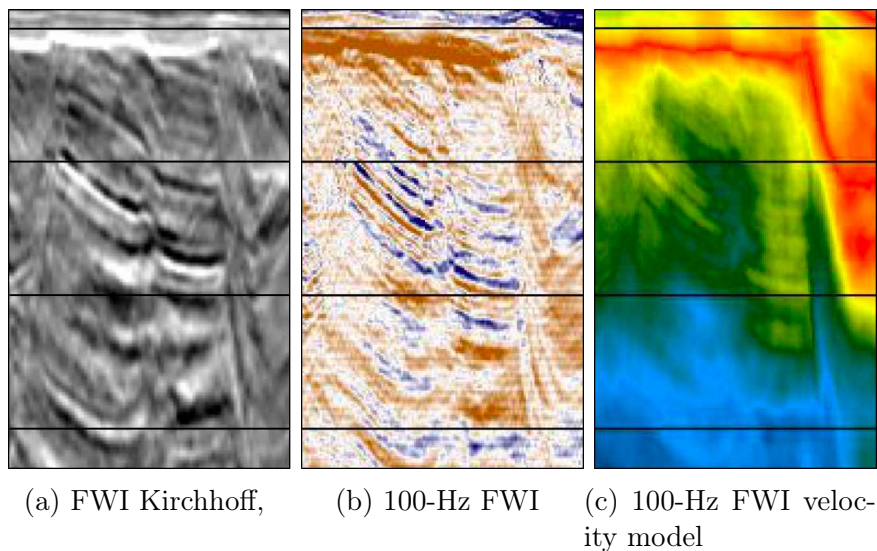 (a) FWI Kirchhoff,
(b) 100-Hz FWI
(c) 100-Hz FWI veloc-
ity model